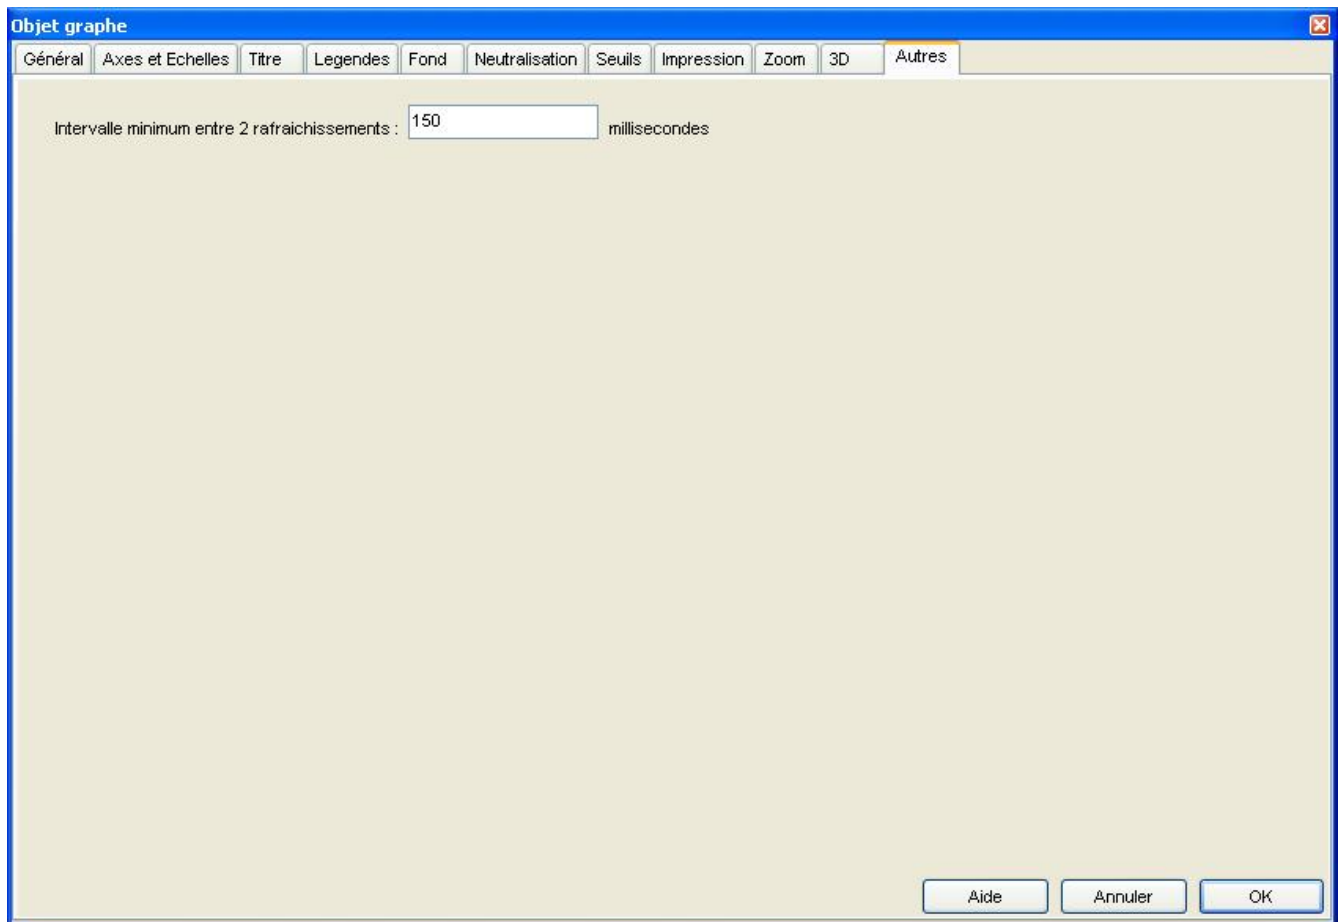 Objet graphe
Général Axes et Echelles Titre Legendes Fond Neutralisation Seuils Impression Zoom 3D Autres
Intervalle minimum entre 2 rafraichissements : 150 millisecondes
Aide Annuler OK